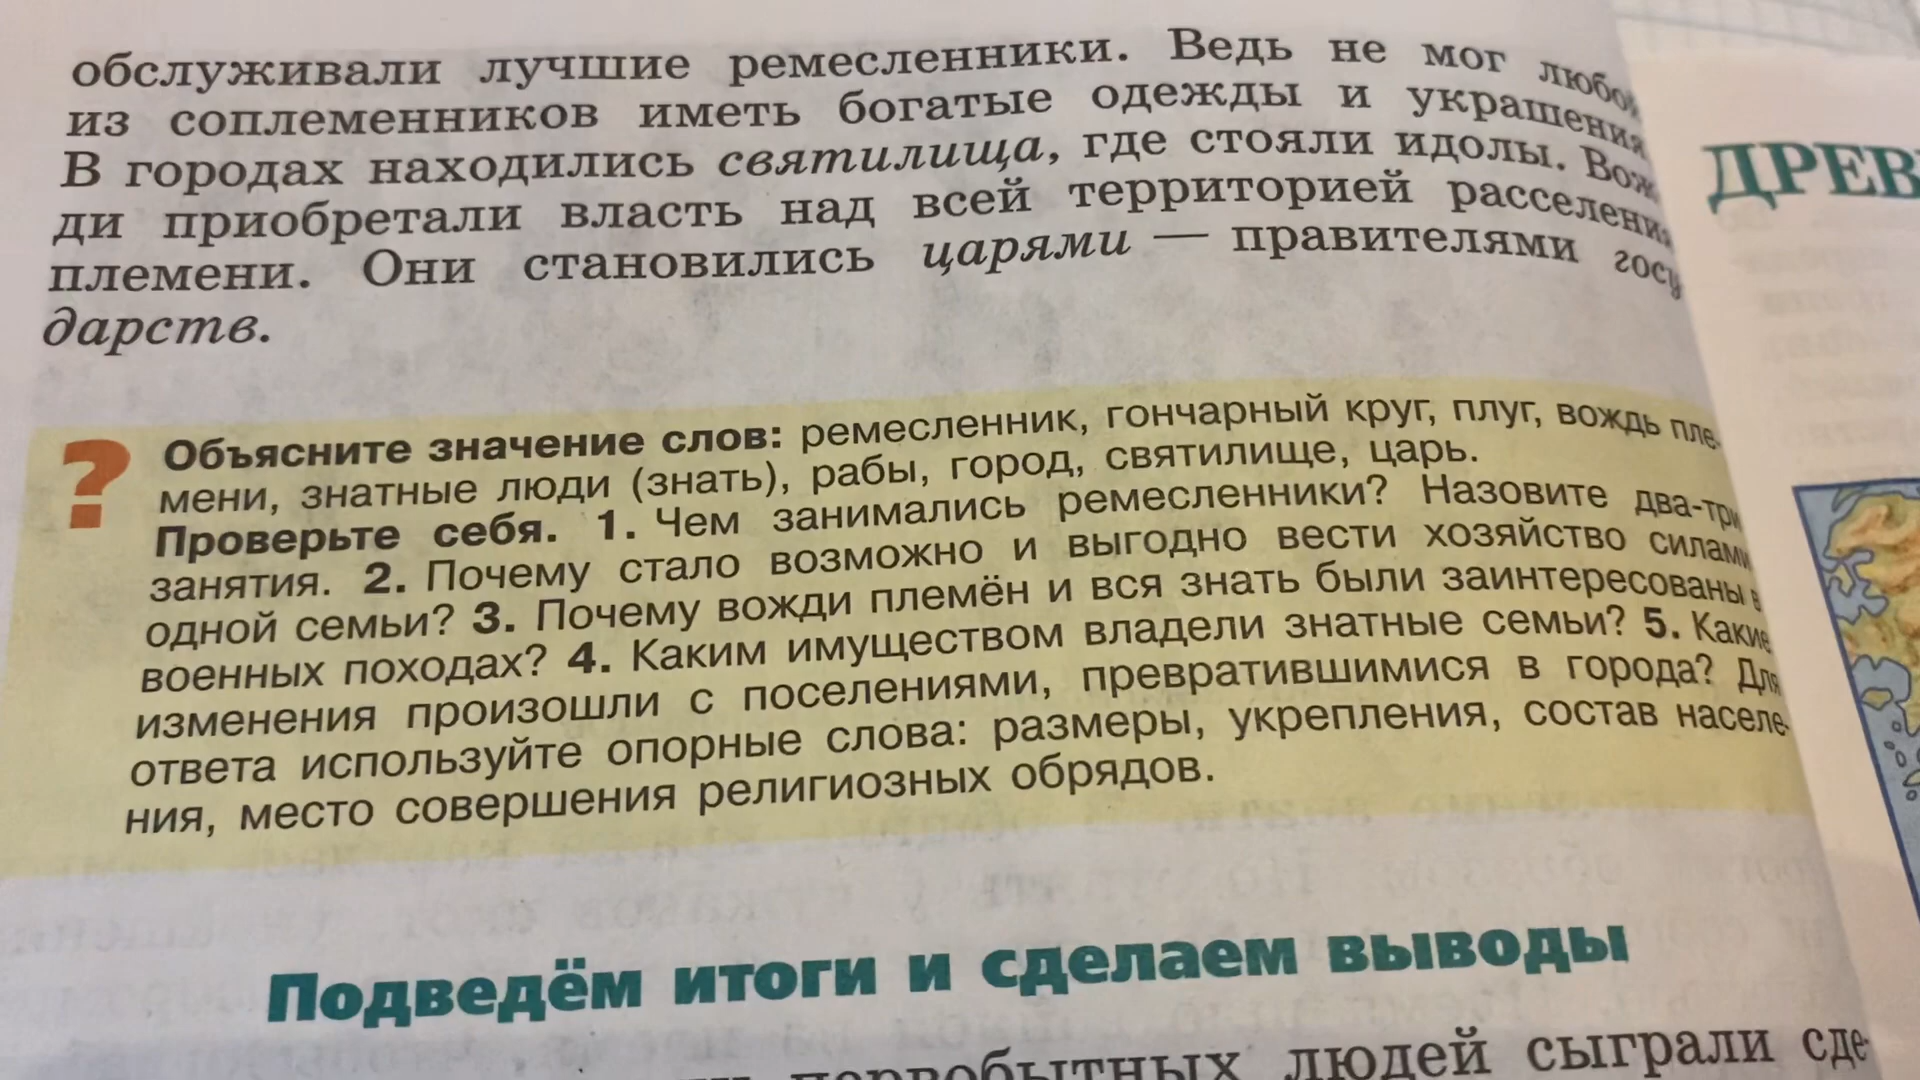 обслуживали лучшие ремесленники. Ведь не мог любой
из соплеменников иметь богатые одежды и украшения
В городах находились святилища, где стояли идолы. Вож
ди приобретали власть над всей территорией расселения
племени. Они становились царями — правителями госу
дарств.
? Объясните значение слов: ремесленник, гончарный круг, плуг, вождь пле-
мени, знатные люди (знать), рабы, город, святилище, царь.
Проверьте себя. 1. Чем занимались ремесленники? Назовите два-три
занятия. 2. Почему стало возможно и выгодно вести хозяйство силами
одной семьи? 3. Почему вожди племён и вся знать были заинтересованы в
военных походах? 4. Каким имуществом владели знатные семьи? 5. Какие
изменения произошли с поселениями, превратившимися в города? Для
ответа используйте опорные слова: размеры, укрепления, состав населе-
ния, место совершения религиозных обрядов.
Подведём итоги и сделаем выводы
первобытных людей сыграли сде-
ДРЕВ